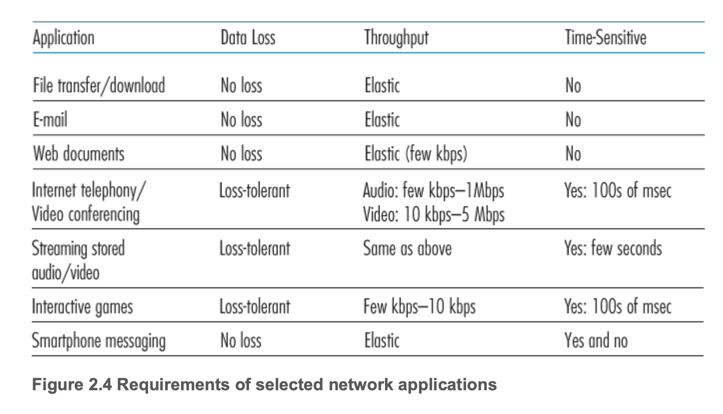 Application Data Loss Throughput Time-Sensitive
File transfer/download No loss Elastic No
E-mail No loss Elastic No
Web documents No loss Elastic (few kbps) No
Internet telephony/ Loss-tolerant Audio: few kbps–1Mbps Yes: 100s of msec
Video conferencing Video: 10 kbps–5 Mbps
Streaming stored Loss-tolerant Same as above Yes: few seconds
audio/video
Interactive games Loss-tolerant Few kbps–10 kbps Yes: 100s of msec
Smartphone messaging No loss Elastic Yes and no
Figure 2.4 Requirements of selected network applications